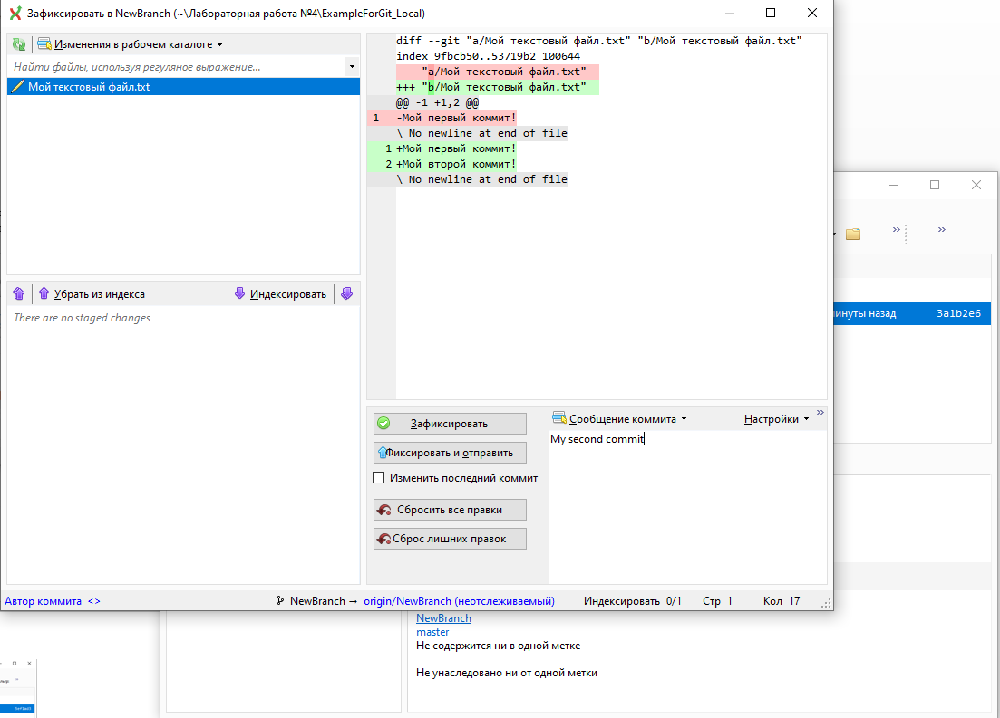 Зафиксировать в NewBranch (~\Лабораторная работа №4\ExampleForGit_Local)
Изменения в рабочем каталоге
Найти файлы, используя регуляное выражение...
Мой текстовый файл.txt
Убрать из индекса
Индексировать
There are no staged changes
diff --git "a/Мой текстовый файл.txt" "b/Мой текстовый файл.txt"
index 9fbcb50..53719b2 100644
--- "a/Мой текстовый файл.txt"
+++ "b/Мой текстовый файл.txt"
@@ -1 +1,2 @@
1 -Мой первый коммит!
\ No newline at end of file
1 +Мой первый коммит!
2 +Мой второй коммит!
\ No newline at end of file
Зафиксировать
Фиксировать и отправить
Изменить последний коммит
Сбросить все правки
Сброс лишних правок
Сообщение коммита
Настройки
My second commit
Автор коммита <>
NewBranch → origin/NewBranch (неотслеживаемый)
Индексировать 0/1
Стр 1
Кол 17
инуты назад 3a1b2e6
NewBranch
master
Не содержится ни в одной метке
Не унаследовано ни от одной метки